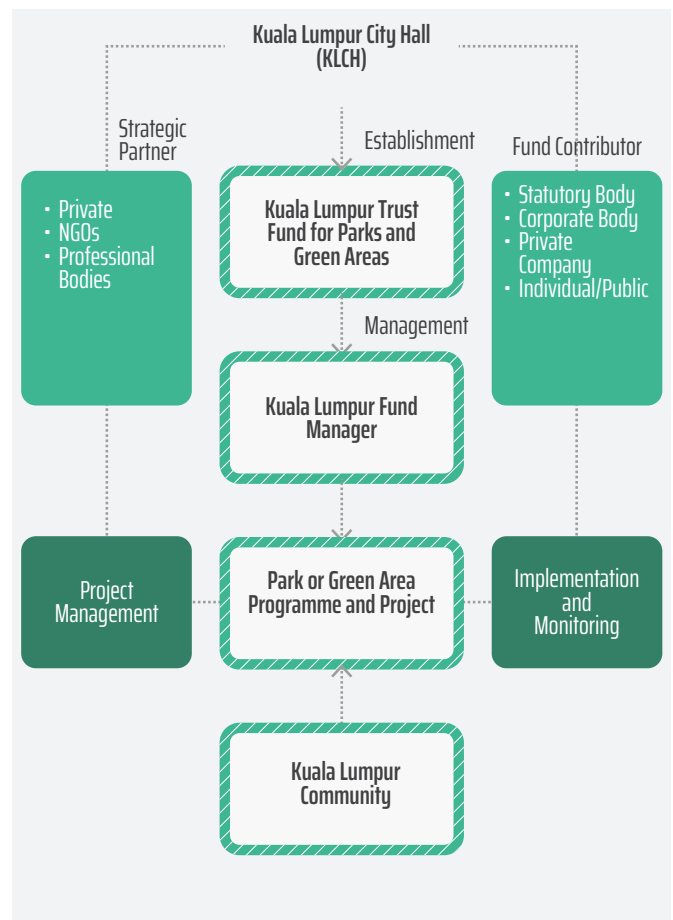 Kuala Lumpur City Hall
(KLCH)
Strategic
Partner
Establishment
Fund Contributor
• Private
• NGOs
• Professional
Bodies
Kuala Lumpur Trust
Fund for Parks and
Green Areas
• Statutory Body
• Corporate Body
• Private
Company
• Individual/Public
Management
Kuala Lumpur Fund
Manager
Project
Management
Park or Green Area
Programme and Project
Implementation
and
Monitoring
Kuala Lumpur
Community